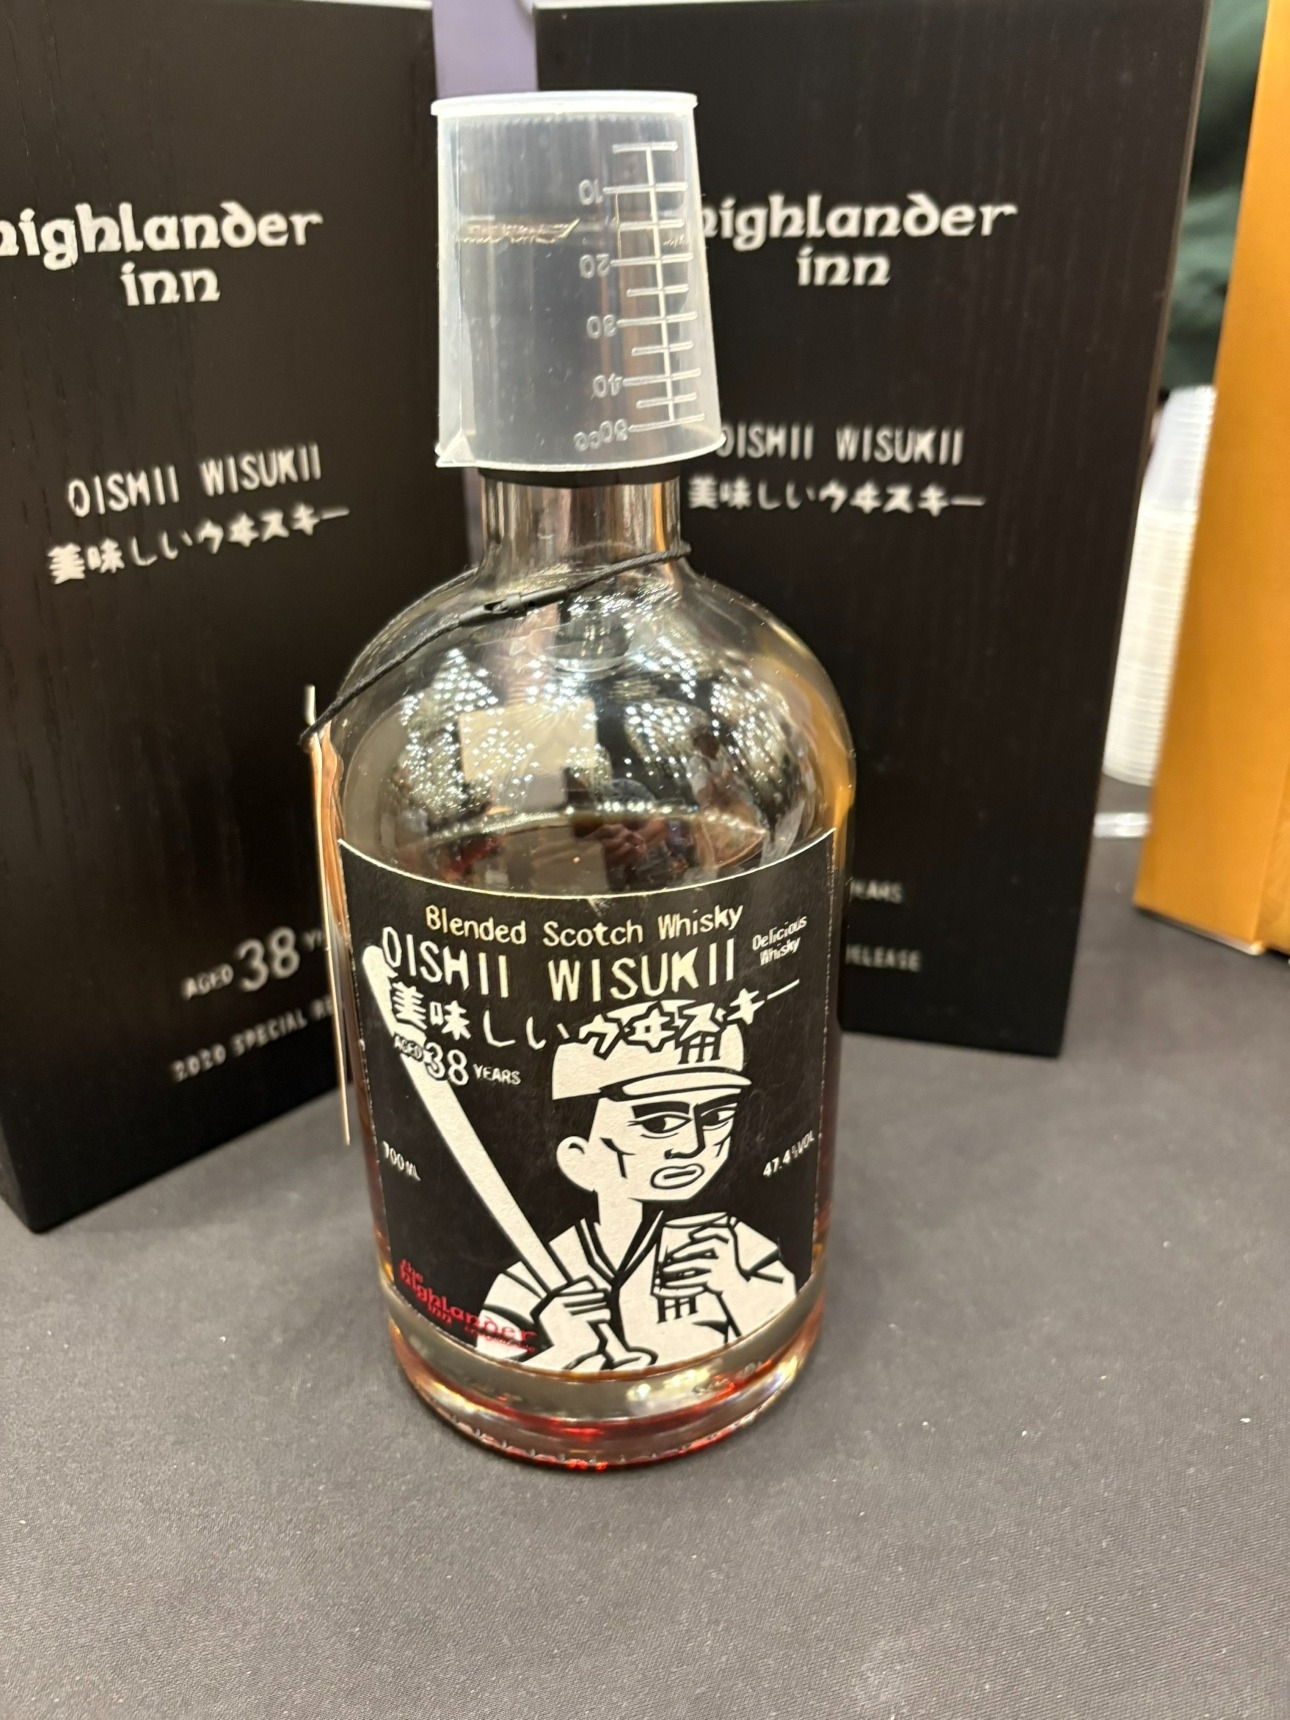 highlander
inn
OISHII WISUKII
美味しいウヰスキー
AGED 38
2020 SPECIAL
highlander
inn
OISHII WISUKII
美味しいウヰスキー
YEARS
RELEASE
10
20
30
40
50cc
Blended Scotch Whisky
OISHII WISUKII
Delicious
Whisky
美味しいウヰスキー
AGED 38 YEARS
700ML
47.4%VOL
the
highlander
inn